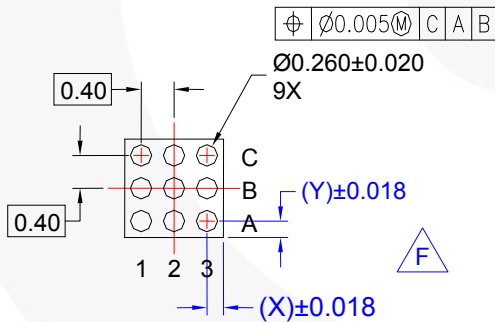 ⌖ Ø0.005Ⓜ C A B
Ø0.260±0.020
9X
0.40
C
B
A
0.40
(Y)±0.018
F
1 2 3
(X)±0.018